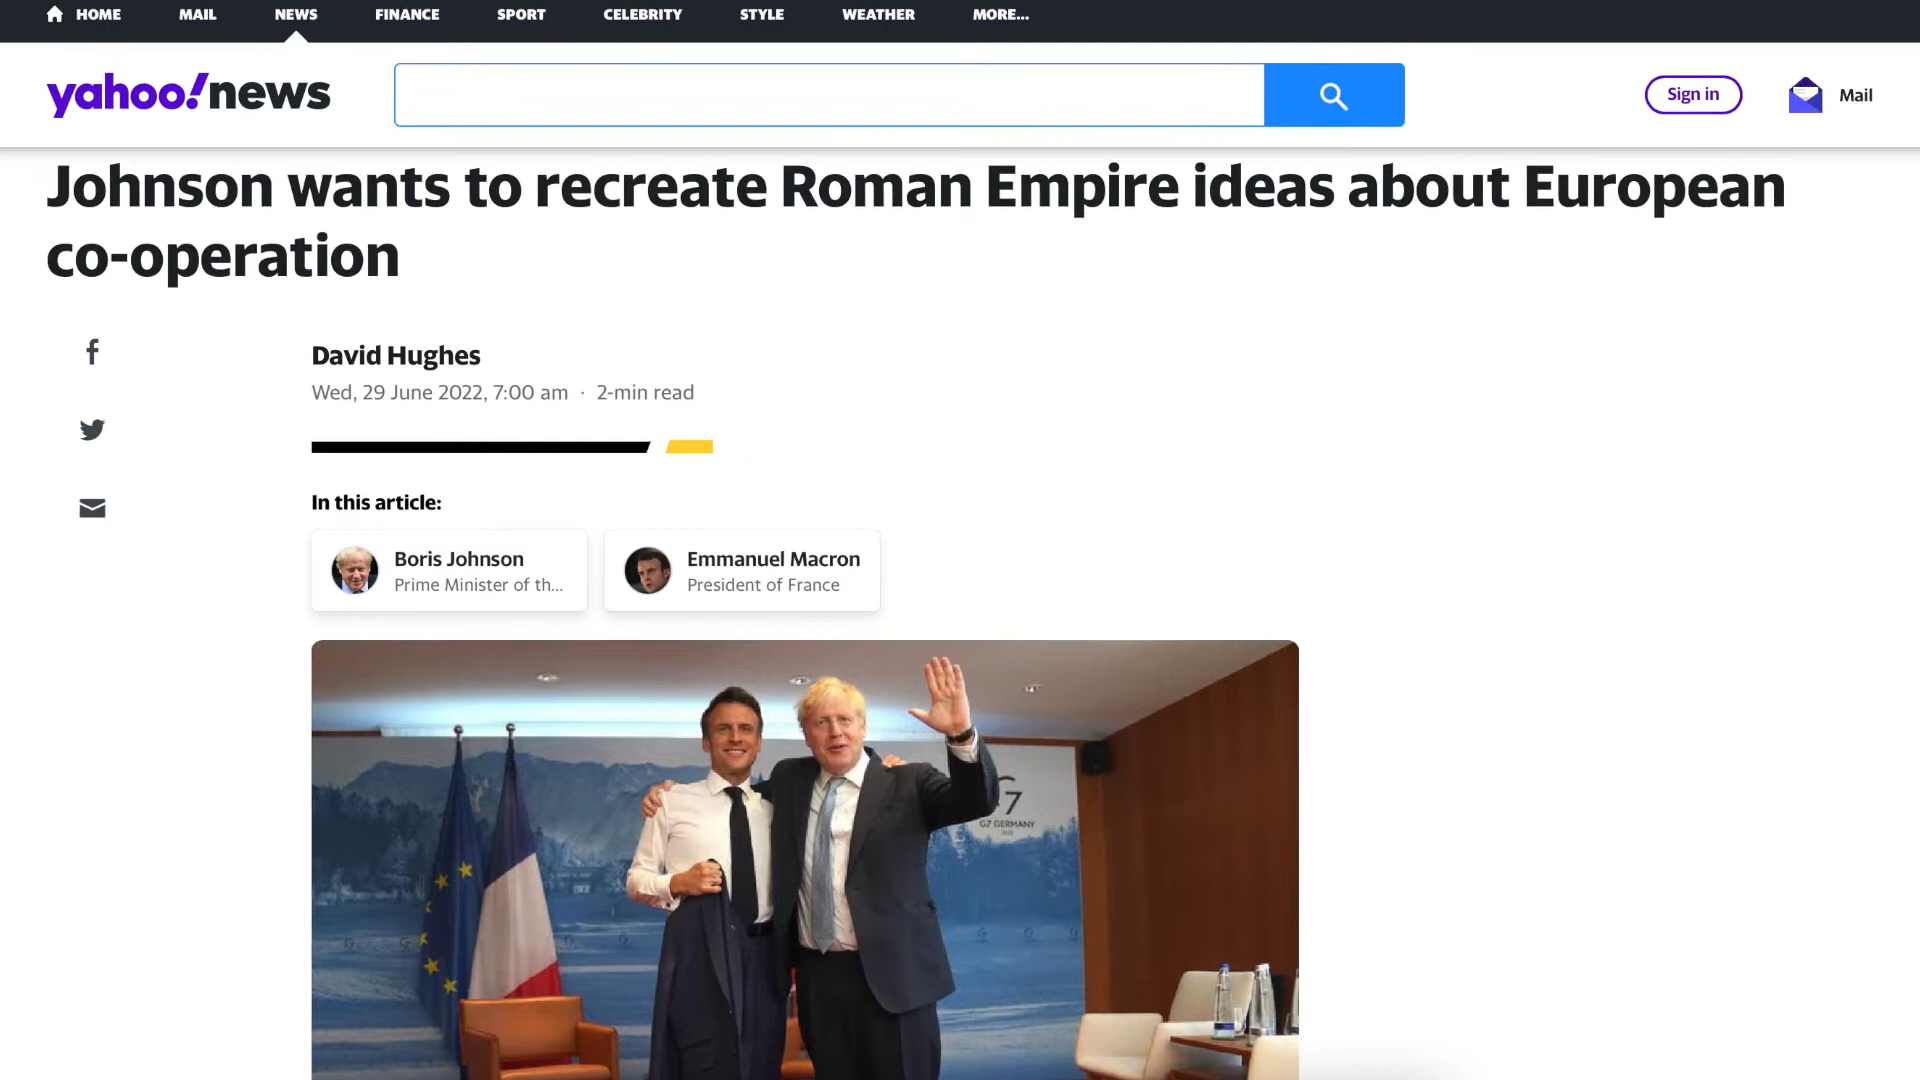 HOME MAIL NEWS FINANCE SPORT CELEBRITY STYLE WEATHER MORE...
yahoo!news
Sign in
Mail
Johnson wants to recreate Roman Empire ideas about European
co-operation
David Hughes
Wed, 29 June 2022, 7:00 am · 2-min read
In this article:
Boris Johnson
Prime Minister of th...
Emmanuel Macron
President of France
G7
G7 GERMANY
2022